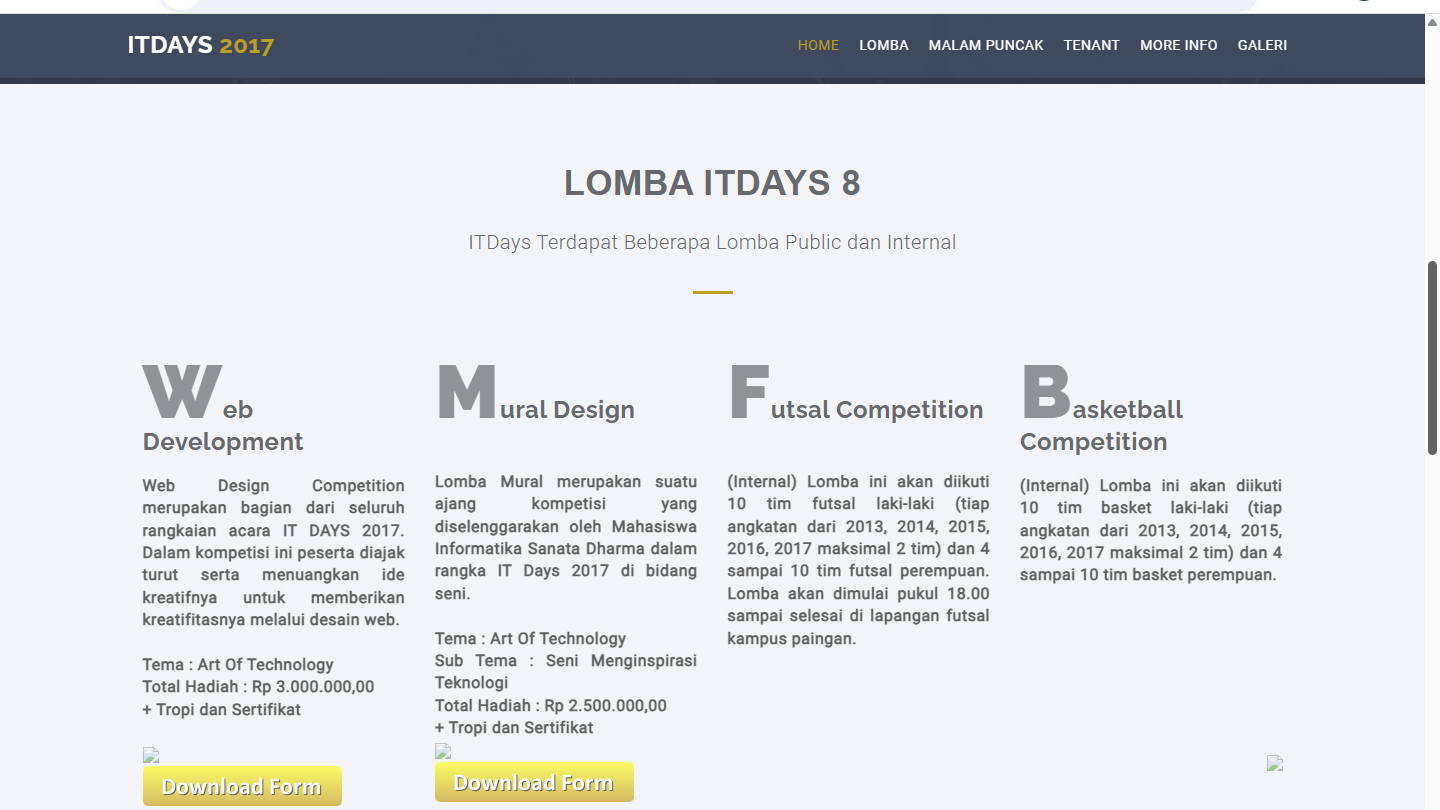 ITDAYS 2017
HOME LOMBA MALAM PUNCAK TENANT MORE INFO GALERI
LOMBA ITDAYS 8
ITDays Terdapat Beberapa Lomba Public dan Internal
Web
Development
Web Design Competition
merupakan bagian dari seluruh
rangkaian acara IT DAYS 2017.
Dalam kompetisi ini peserta diajak
turut serta menuangkan ide
kreatifnya untuk memberikan
kreatifitasnya melalui desain web.
Tema : Art Of Technology
Total Hadiah : Rp 3.000.000,00
+ Tropi dan Sertifikat
Download Form
Mural Design
Lomba Mural merupakan suatu
ajang kompetisi yang
diselenggarakan oleh Mahasiswa
Informatika Sanata Dharma dalam
rangka IT Days 2017 di bidang
seni.
Tema : Art Of Technology
Sub Tema : Seni Menginspirasi
Teknologi
Total Hadiah : Rp 2.500.000,00
+ Tropi dan Sertifikat
Download Form
Futsal Competition
(Internal) Lomba ini akan diikuti
10 tim futsal laki-laki (tiap
angkatan dari 2013, 2014, 2015,
2016, 2017 maksimal 2 tim) dan 4
sampai 10 tim futsal perempuan.
Lomba akan dimulai pukul 18.00
sampai selesai di lapangan futsal
kampus paingan.
Basketball
Competition
(Internal) Lomba ini akan diikuti
10 tim basket laki-laki (tiap
angkatan dari 2013, 2014, 2015,
2016, 2017 maksimal 2 tim) dan 4
sampai 10 tim basket perempuan.